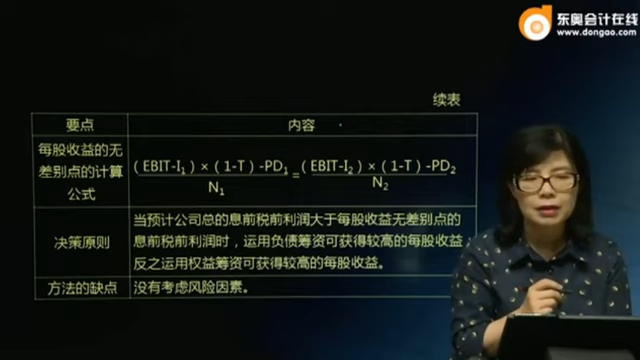 东奥会计在线
www.dongao.com
续表
要点 内容
每股收益的无
差别点的计算
公式
(EBIT-I₁)×(1-T)-PD₁/N₁=(EBIT-I₂)×(1-T)-PD₂/N₂
决策原则
当预计公司总的息前税前利润大于每股收益无差别点的
息前税前利润时，运用负债筹资可获得较高的每股收益，
反之运用权益筹资可获得较高的每股收益。
方法的缺点 没有考虑风险因素。